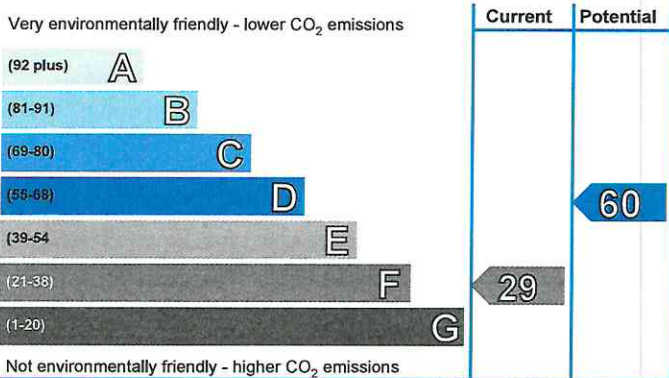 Current Potential
Very environmentally friendly - lower CO2 emissions
(92 plus) A
(81-91) B
(69-80) C
(55-68) D
60
(39-54 E
(21-38) F
29
(1-20) G
Not environmentally friendly - higher CO2 emissions